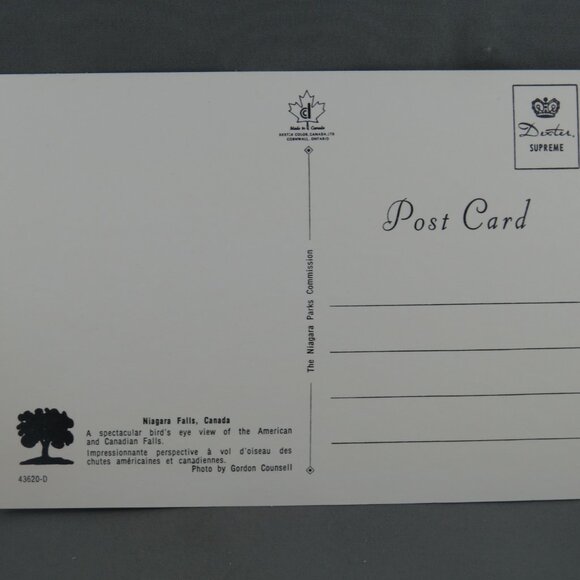 cd
Made in Canada
DEXTER COLOR CANADA LTD.
CORNWALL, ONTARIO
Dexter
SUPREME
Post Card
The Niagara Parks Commission
Niagara Falls, Canada
A spectacular bird's eye view of the American
and Canadian Falls.
Impressionnante perspective à vol d'oiseau des
chutes américaines et canadiennes.
Photo by Gordon Counsell
43620-D